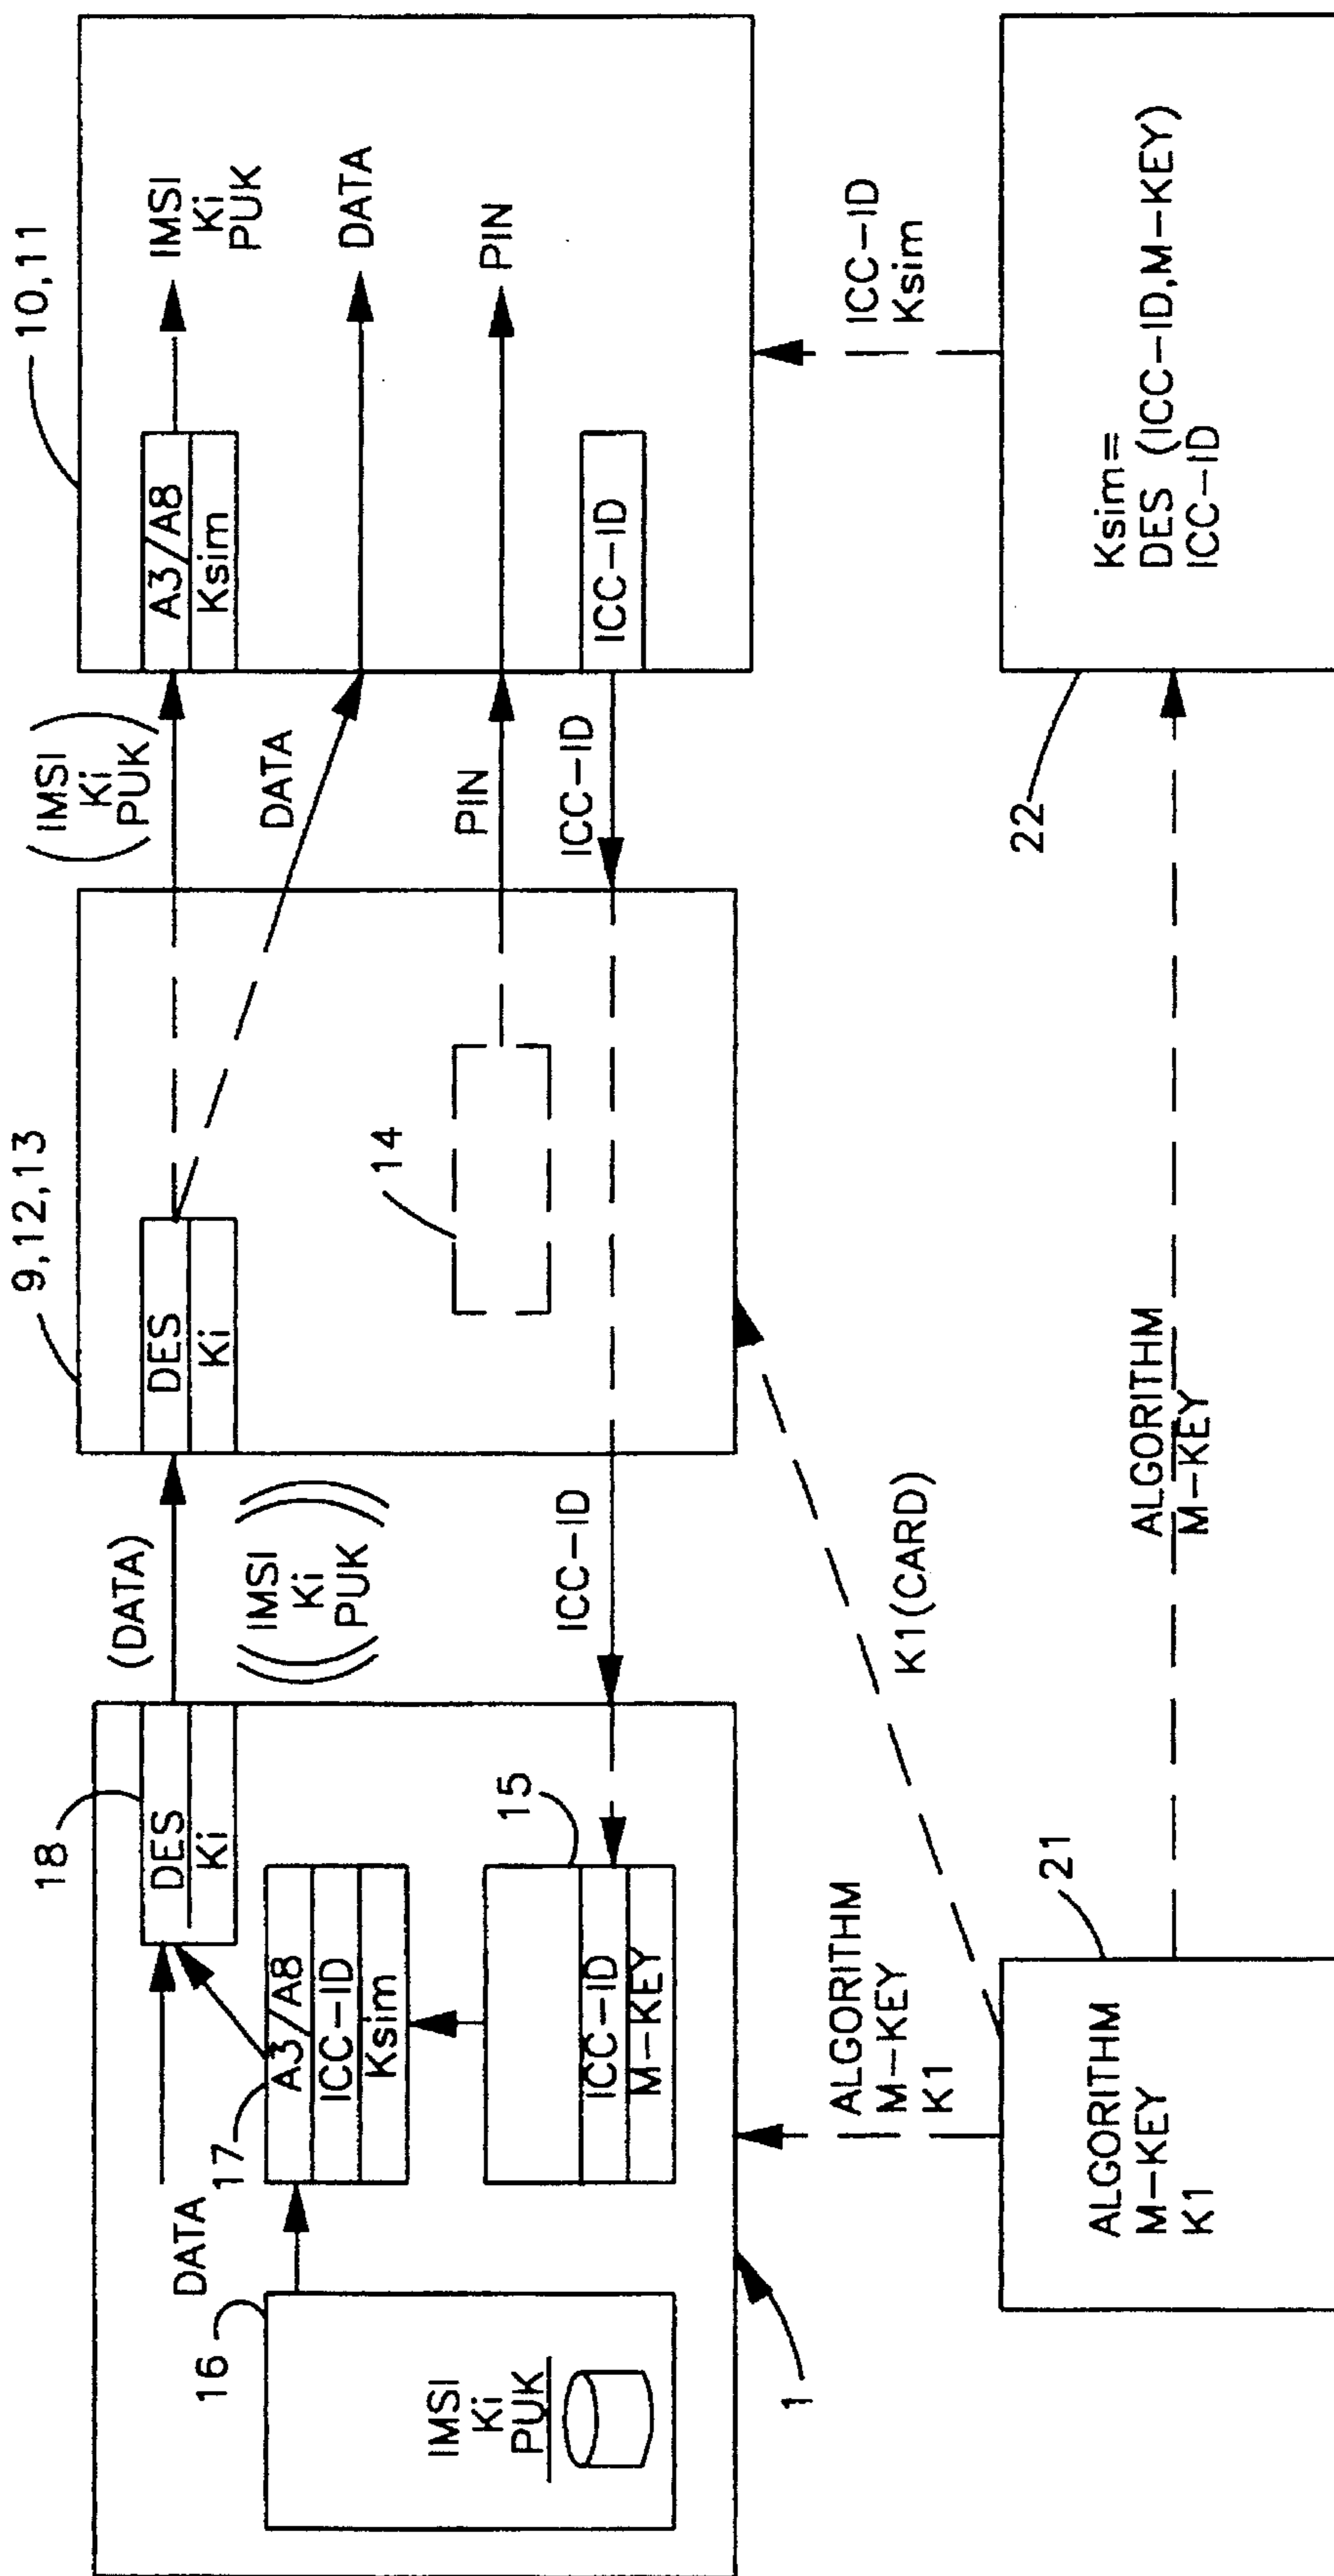 1
16
IMSI
Ki
PUK
DATA
17
A3/A8
ICC-ID
Ksim
18
DES
Ki
15
ICC-ID
M-KEY
(DATA)
((IMSI
Ki
PUK))
ICC-ID
9,12,13
DES
Ki
14
(IMSI
Ki
PUK)
DATA
PIN
ICC-ID
10,11
A3/A8
Ksim
IMSI
Ki
PUK
DATA
PIN
ICC-ID
ALGORITHM
M-KEY
K1
K1(CARD)
ICC-ID
Ksim
21
ALGORITHM
M-KEY
K1
ALGORITHM
M-KEY
22
Ksim=
DES (ICC-ID,M-KEY)
ICC-ID